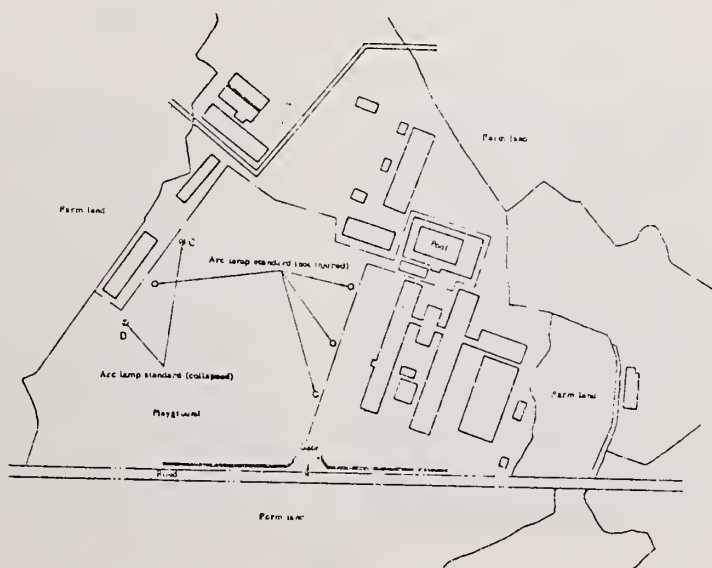 Farm land
Farm land
Pool
C
Arc lamp standard (not injured)
D
Arc lamp standard (collapsed)
Farm land
Playground
Gate
Road
Farm land